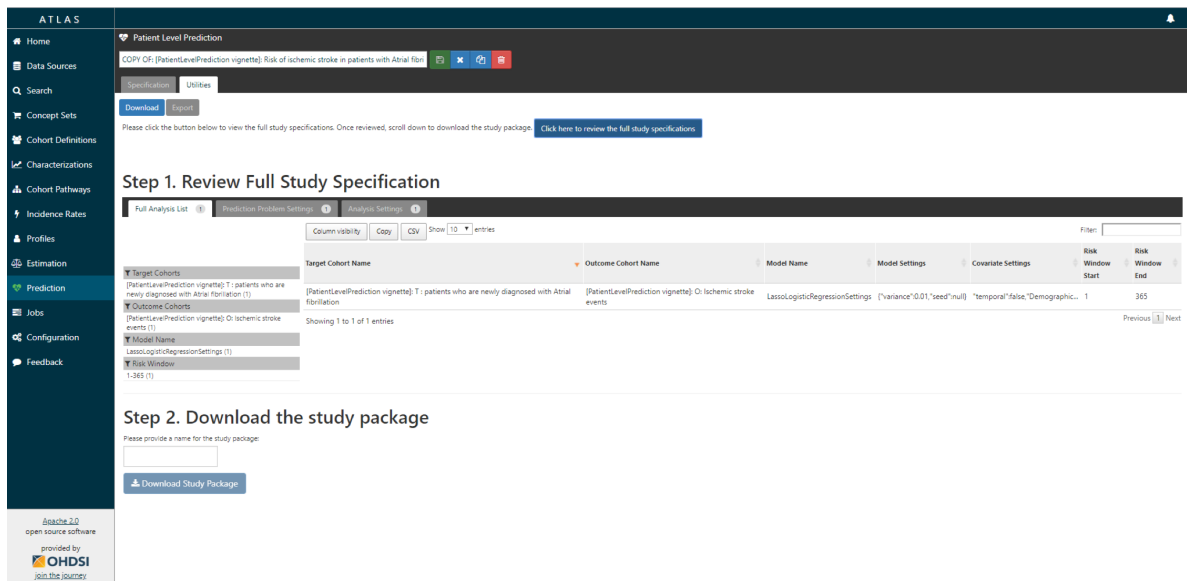 ATLAS
Home
Data Sources
Search
Concept Sets
Cohort Definitions
Characterizations
Cohort Pathways
Incidence Rates
Profiles
Estimation
Prediction
Jobs
Configuration
Feedback
Apache 2.0
open source software
provided by
OHDSI
join the journey
Patient Level Prediction
COPY OF: [PatientLevelPrediction vignette]: Risk of ischemic stroke in patients with Atrial fibri
Specification Utilities
Download Export
Please click the button below to view the full study specifications. Once reviewed, scroll down to download the study package. Click here to review the full study specifications
Step 1. Review Full Study Specification
Full Analysis List 1 Prediction Problem Settings 1 Analysis Settings 1
Column visibility Copy CSV Show 10 entries Filter:
Target Cohorts
[PatientLevelPrediction vignette]: T : patients who are
newly diagnosed with Atrial fibrillation (1)
Outcome Cohorts
[PatientLevelPrediction vignette]: O: Ischemic stroke
events (1)
Model Name
LassoLogisticRegressionSettings (1)
Risk Window
1-365 (1)
Target Cohort Name Outcome Cohort Name Model Name Model Settings Covariate Settings Risk Window Start Risk Window End
[PatientLevelPrediction vignette]: T : patients who are newly diagnosed with Atrial
fibrillation
[PatientLevelPrediction vignette]: O: Ischemic stroke
events
LassoLogisticRegressionSettings {"variance":0.01,"seed":null} "temporal":false,"Demographic... 1 365
Showing 1 to 1 of 1 entries Previous 1 Next
Step 2. Download the study package
Please provide a name for the study package:
Download Study Package